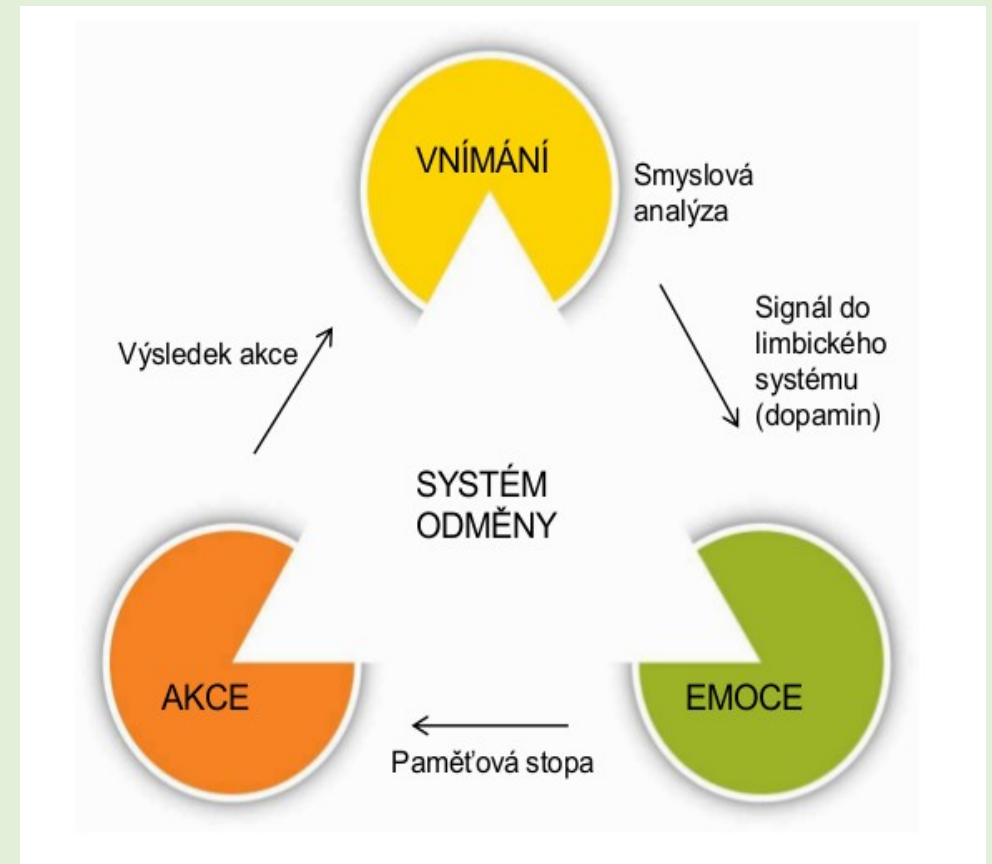 VNÍMÁNÍ
Smyslová
analýza
Signál do
limbického
systému
(dopamin)
Výsledek akce
SYSTÉM
ODMĚNY
AKCE
EMOCE
Paměťová stopa